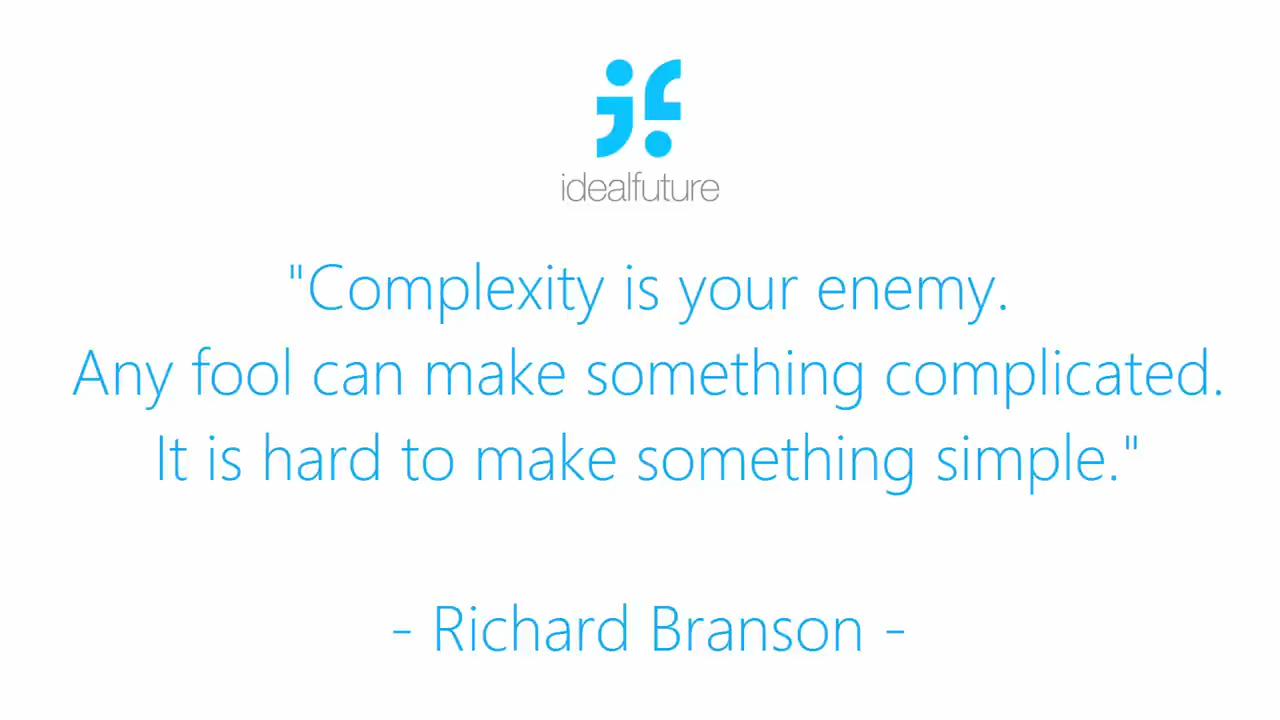 idealfuture
"Complexity is your enemy.
Any fool can make something complicated.
It is hard to make something simple."
- Richard Branson -